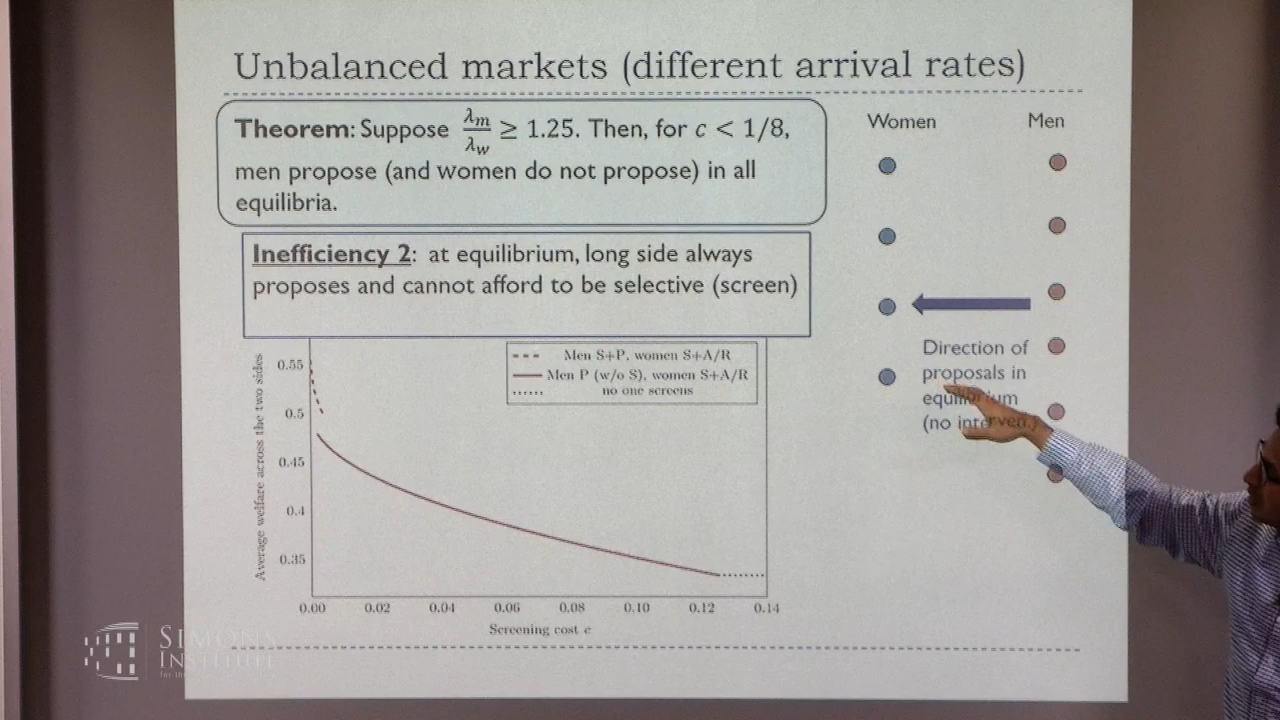 Unbalanced markets (different arrival rates)
Theorem: Suppose λm/λw ≥ 1.25. Then, for c < 1/8,
men propose (and women do not propose) in all
equilibria.
Inefficiency 2: at equilibrium, long side always
proposes and cannot afford to be selective (screen)
Women
Men
Direction of
proposals in
equilibrium
(no interven.)
Average welfare across the two sides
0.55
0.5
0.45
0.4
0.35
Men S+P, women S+A/R
Men P (w/o S), women S+A/R
no one screens
0.00 0.02 0.04 0.06 0.08 0.10 0.12 0.14
Screening cost c
SIMONS
INSTITUTE